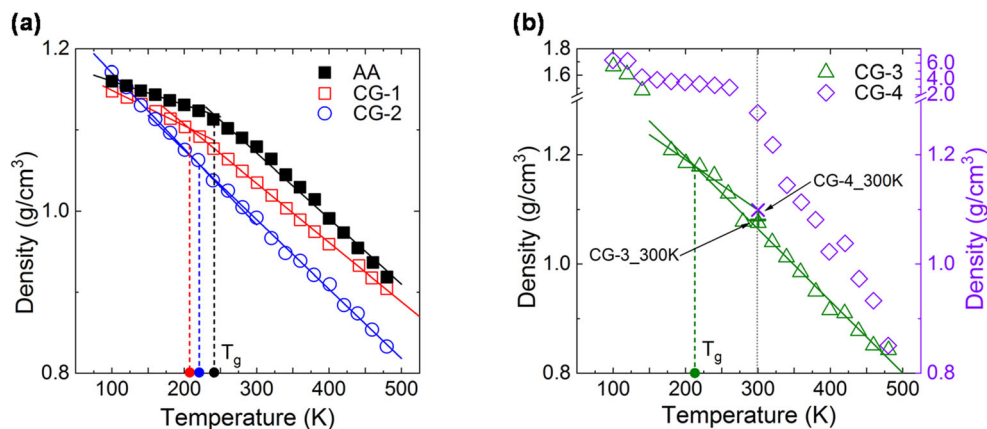 (a)
1.2
1.0
0.8
Density (g/cm³)
AA
CG-1
CG-2
Tg
100 200 300 400 500
Temperature (K)
(b)
1.8
1.6
1.2
1.0
0.8
Density (g/cm³)
CG-3
CG-4
CG-4_300K
CG-3_300K
Tg
6.0
4.0
2.0
1.2
1.0
0.8
Density (g/cm³)
100 200 300 400 500
Temperature (K)